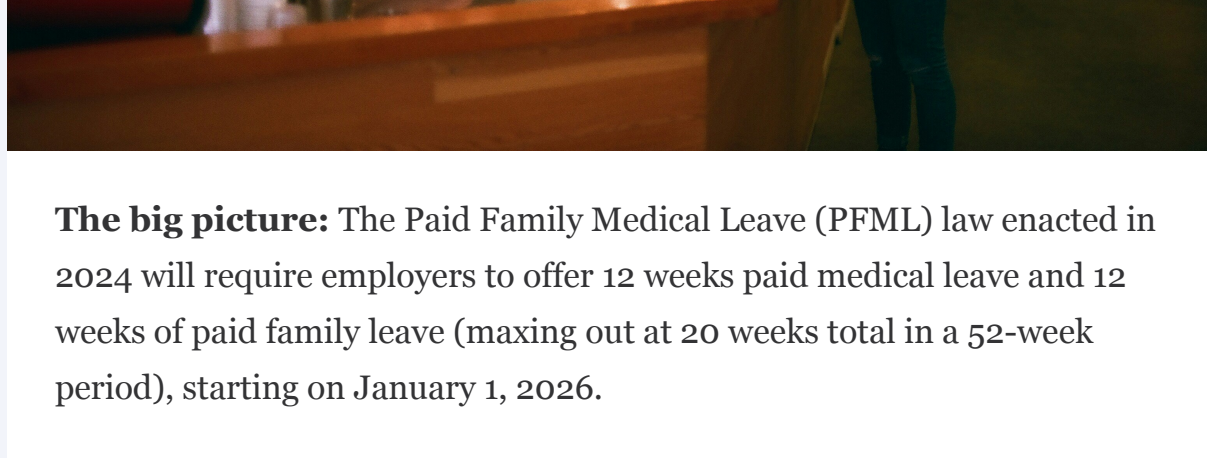 The big picture: The Paid Family Medical Leave (PFML) law enacted in
2024 will require employers to offer 12 weeks paid medical leave and 12
weeks of paid family leave (maxing out at 20 weeks total in a 52-week
period), starting on January 1, 2026.